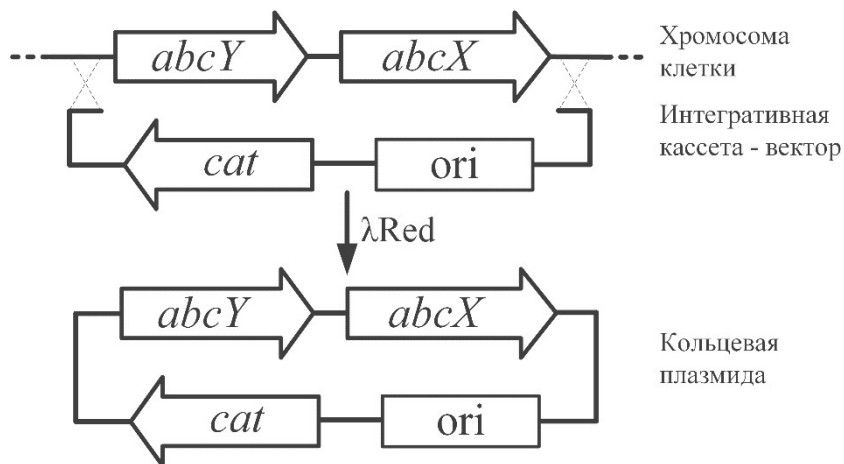 abcY abcX
Хромосома
клетки
Интегративная
кассета - вектор
cat ori
λRed
abcY abcX
Кольцевая
плазмида
cat ori